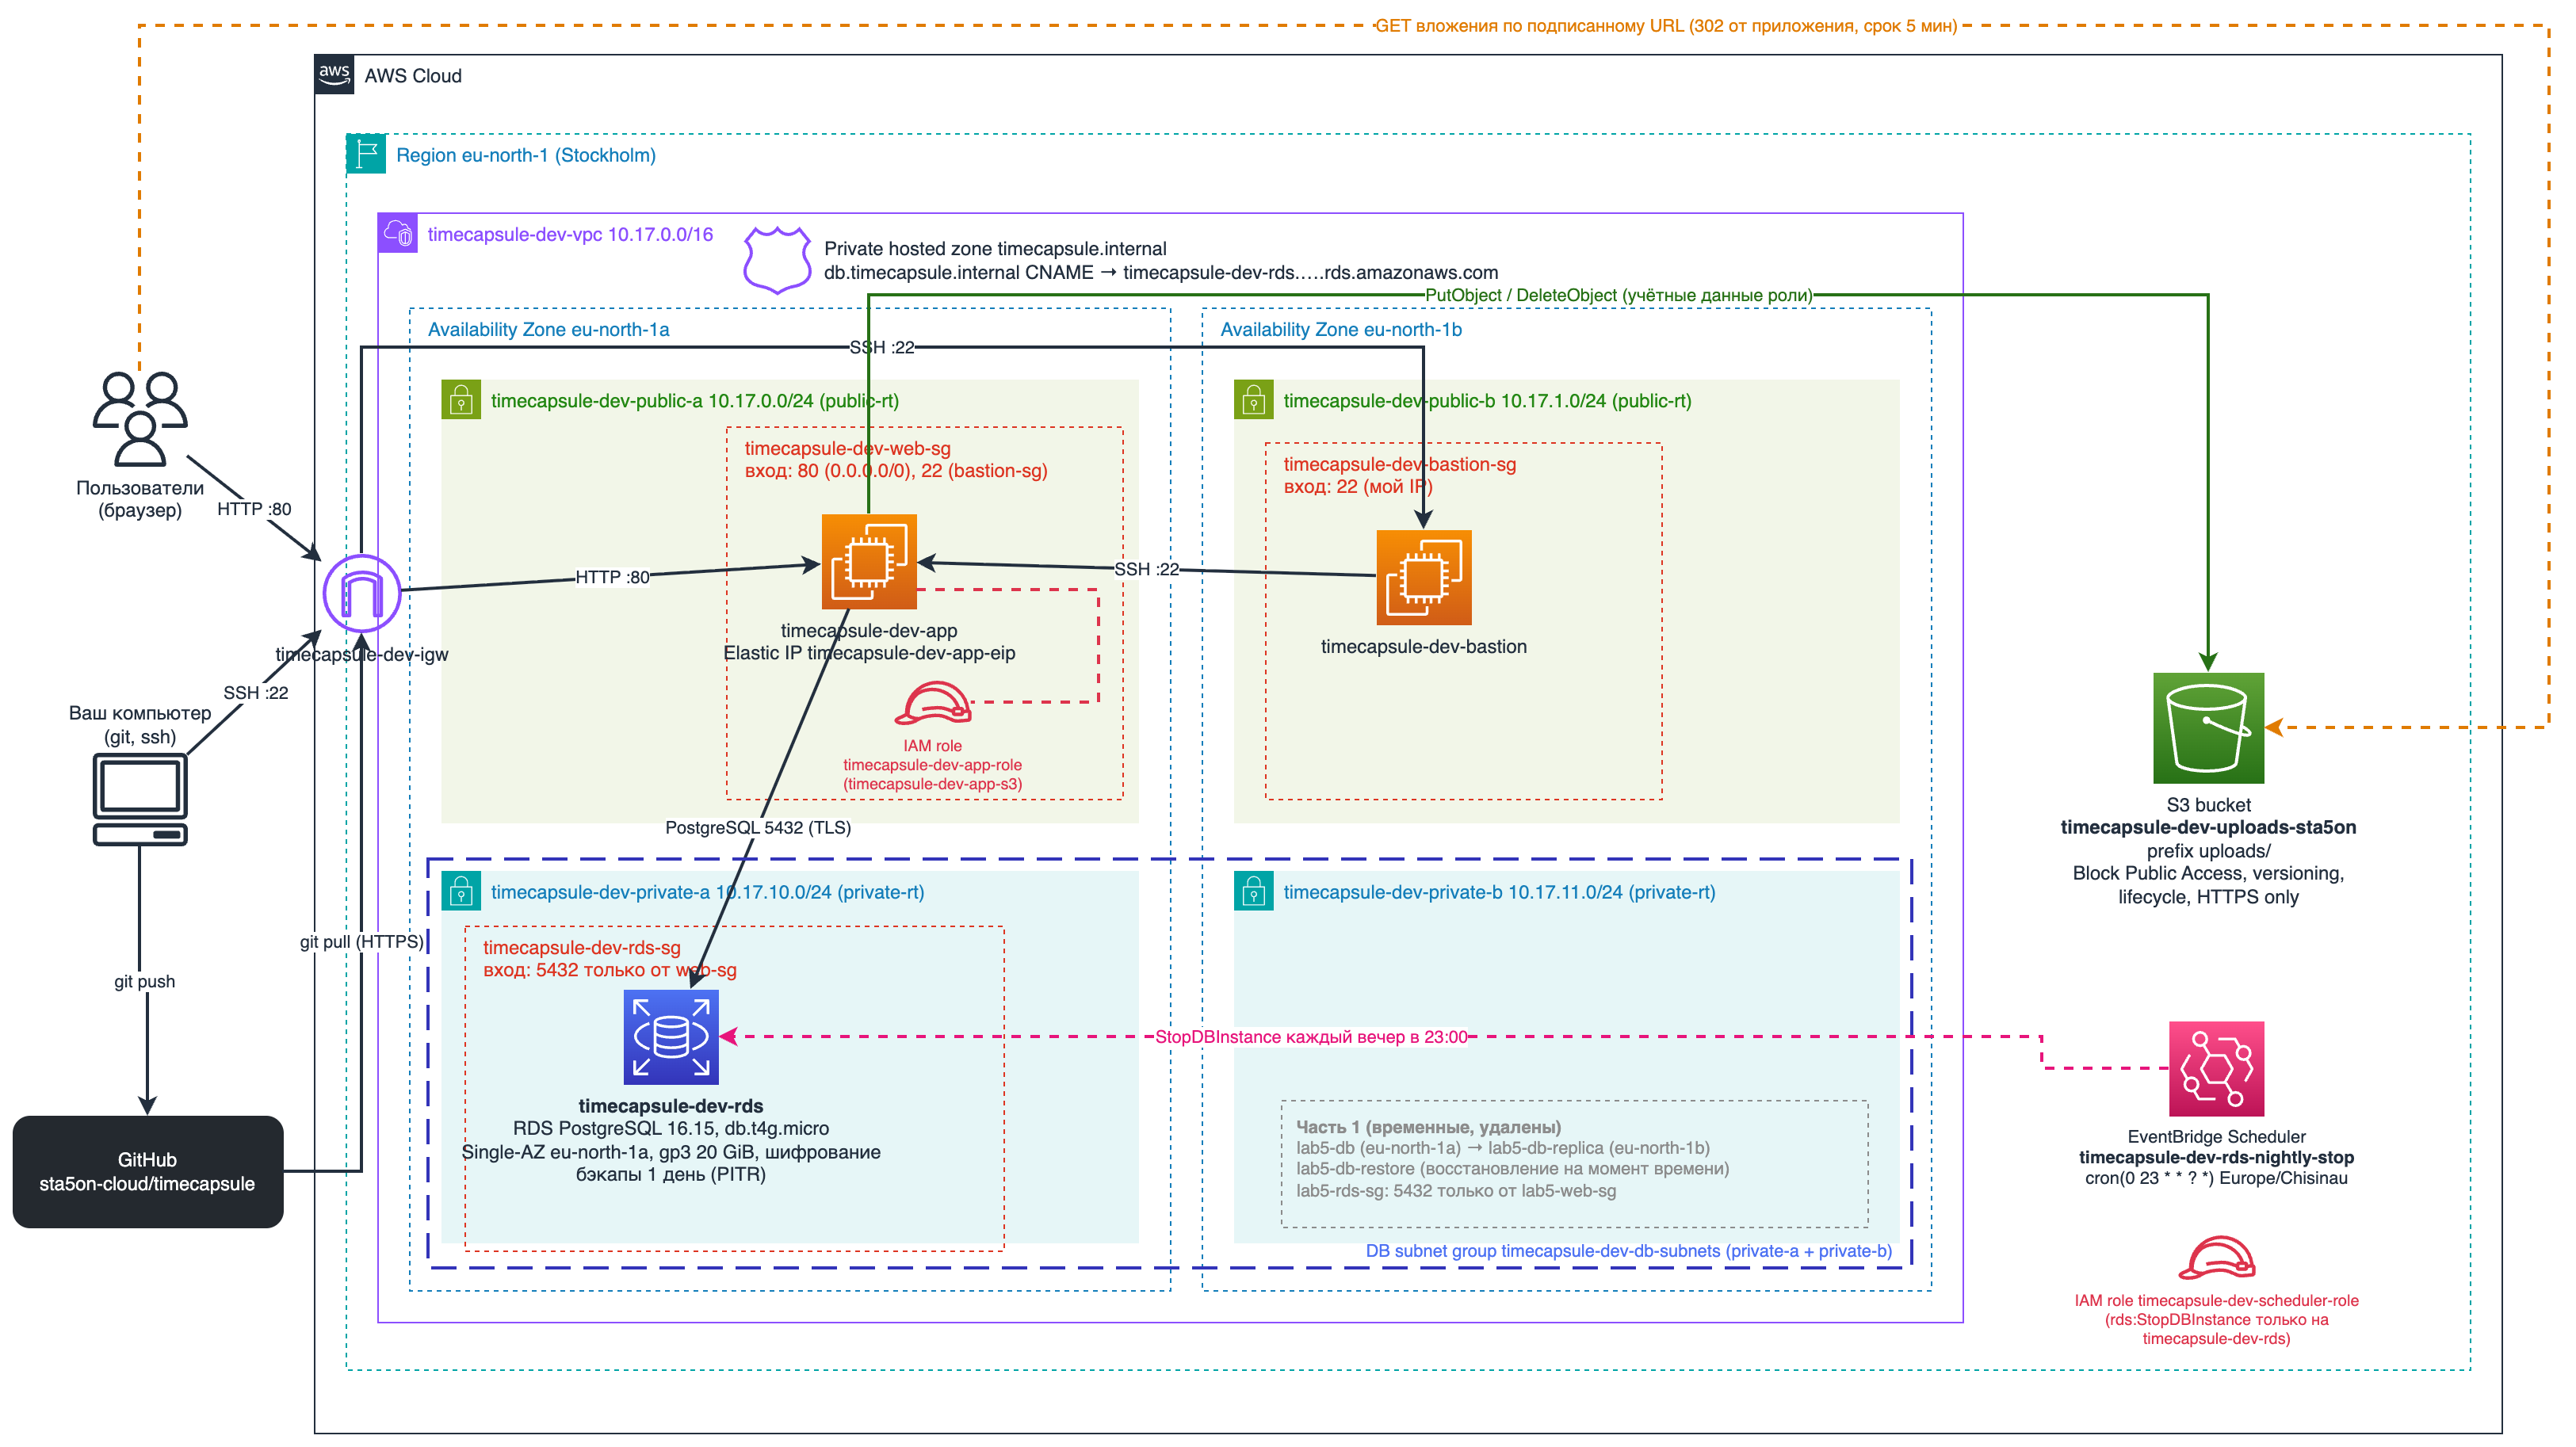 GET вложения по подписанному URL (302 от приложения, срок 5 мин)
aws
AWS Cloud
Region eu-north-1 (Stockholm)
timecapsule-dev-vpc 10.17.0.0/16
Private hosted zone timecapsule.internal
db.timecapsule.internal CNAME → timecapsule-dev-rds.….rds.amazonaws.com
PutObject / DeleteObject (учётные данные роли)
Availability Zone eu-north-1a
Availability Zone eu-north-1b
SSH :22
timecapsule-dev-public-a 10.17.0.0/24 (public-rt)
timecapsule-dev-public-b 10.17.1.0/24 (public-rt)
timecapsule-dev-web-sg
вход: 80 (0.0.0.0/0), 22 (bastion-sg)
timecapsule-dev-bastion-sg
вход: 22 (мой IP)
Пользователи
(браузер)
HTTP :80
HTTP :80
SSH :22
timecapsule-dev-igw
timecapsule-dev-app
Elastic IP timecapsule-dev-app-eip
timecapsule-dev-bastion
SSH :22
Ваш компьютер
(git, ssh)
IAM role
timecapsule-dev-app-role
(timecapsule-dev-app-s3)
S3 bucket
timecapsule-dev-uploads-sta5on
prefix uploads/
Block Public Access, versioning,
lifecycle, HTTPS only
PostgreSQL 5432 (TLS)
timecapsule-dev-private-a 10.17.10.0/24 (private-rt)
timecapsule-dev-private-b 10.17.11.0/24 (private-rt)
git pull (HTTPS)
timecapsule-dev-rds-sg
вход: 5432 только от web-sg
git push
StopDBInstance каждый вечер в 23:00
timecapsule-dev-rds
RDS PostgreSQL 16.15, db.t4g.micro
Single-AZ eu-north-1a, gp3 20 GiB, шифрование
бэкапы 1 день (PITR)
Часть 1 (временные, удалены)
lab5-db (eu-north-1a) → lab5-db-replica (eu-north-1b)
lab5-db-restore (восстановление на момент времени)
lab5-rds-sg: 5432 только от lab5-web-sg
EventBridge Scheduler
timecapsule-dev-rds-nightly-stop
cron(0 23 * * ? *) Europe/Chisinau
GitHub
sta5on-cloud/timecapsule
DB subnet group timecapsule-dev-db-subnets (private-a + private-b)
IAM role timecapsule-dev-scheduler-role
(rds:StopDBInstance только на
timecapsule-dev-rds)